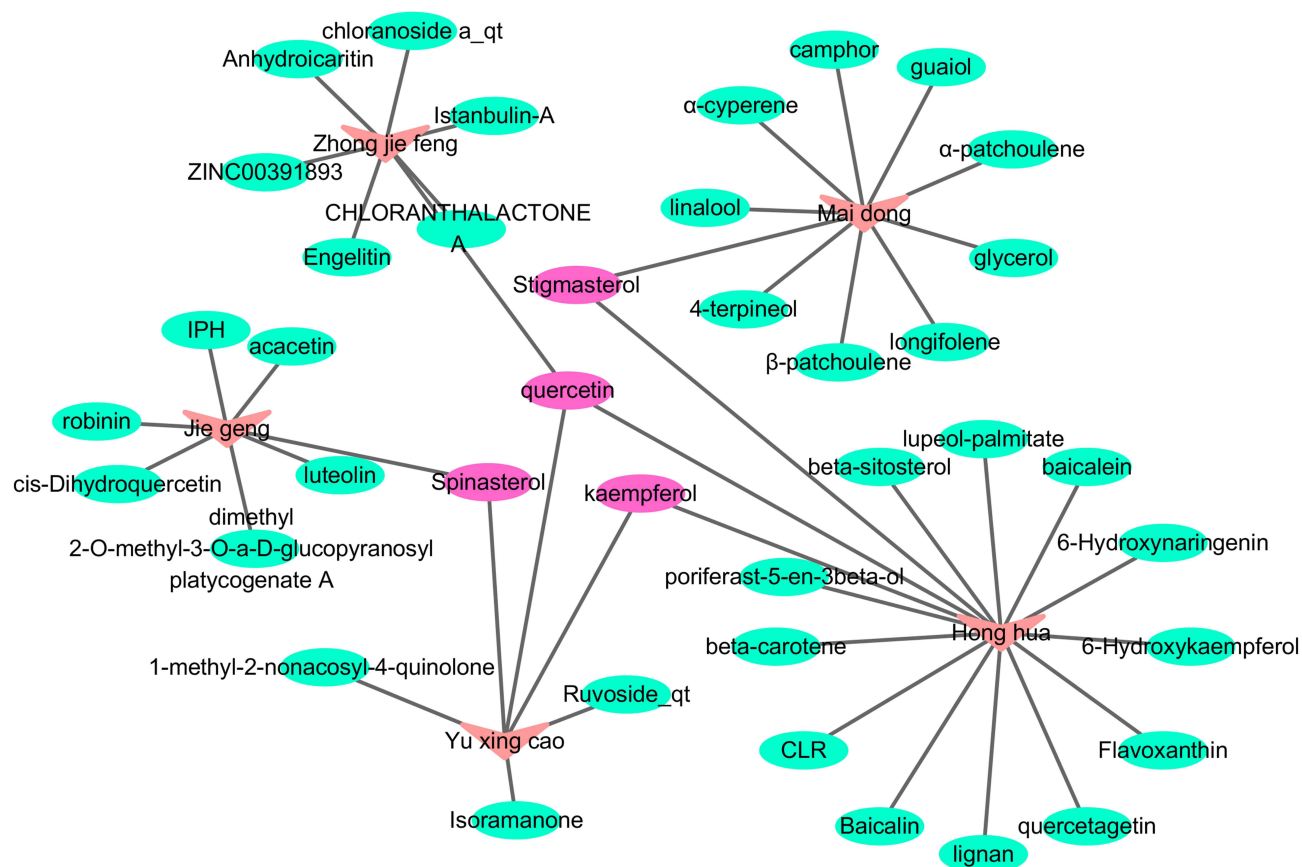 chloranoside a_qt
Anhydroicaritin
Istanbulin-A
Zhong jie feng
ZINC00391893
CHLORANTHALACTONE
A
Engelitin
camphor
guaiol
α-cyperene
α-patchoulene
linalool
Mai dong
glycerol
Stigmasterol
4-terpineol
longifolene
β-patchoulene
IPH
acacetin
quercetin
robinin
Jie geng
luteolin
cis-Dihydroquercetin
Spinasterol
kaempferol
dimethyl
2-O-methyl-3-O-a-D-glucopyranosyl
platycogenate A
lupeol-palmitate
beta-sitosterol
baicalein
6-Hydroxynaringenin
poriferast-5-en-3beta-ol
Hong hua
beta-carotene
6-Hydroxykaempferol
1-methyl-2-nonacosyl-4-quinolone
Ruvoside_qt
Yu xing cao
CLR
Flavoxanthin
Isoramanone
Baicalin
quercetagetin
lignan